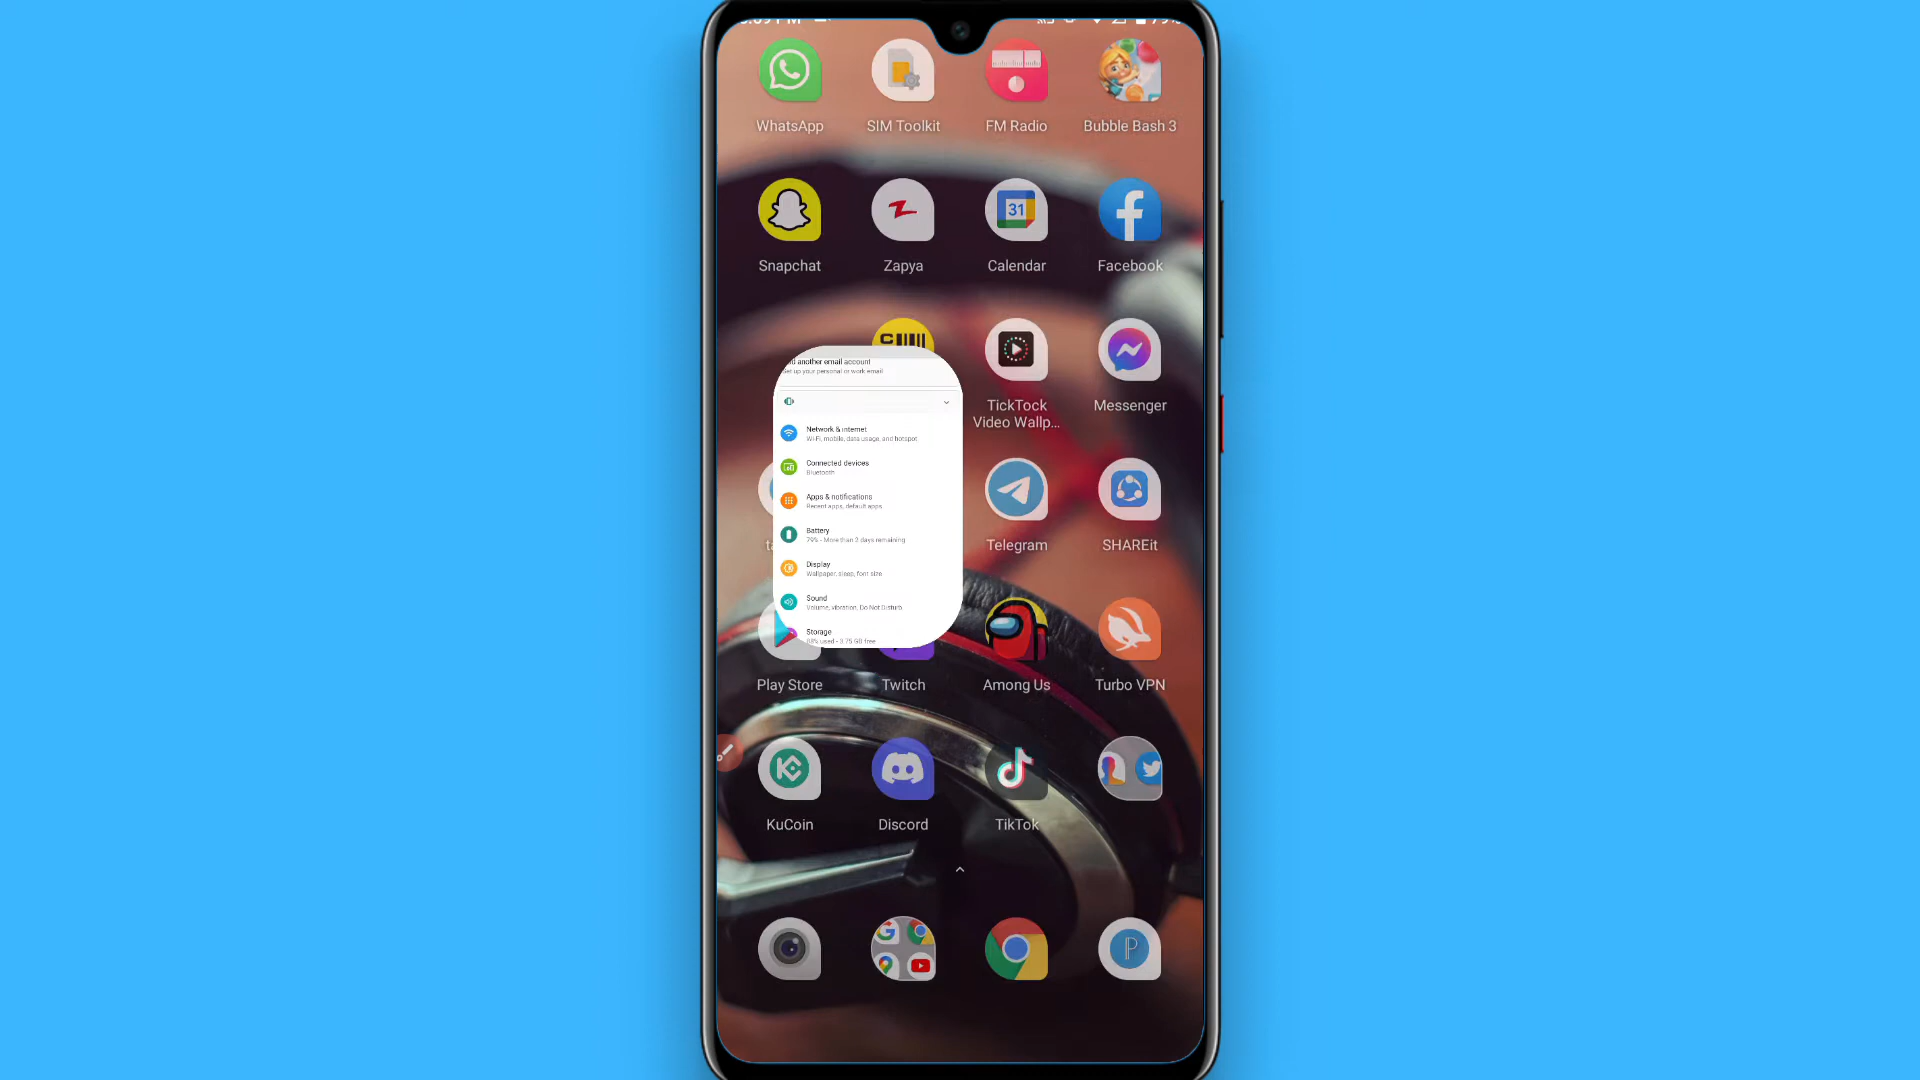 79%
WhatsApp
SIM Toolkit
FM Radio
Bubble Bash 3
31
Snapchat
Zapya
Calendar
Facebook
another email account
Set up your personal or work email
Network & internet
Wi-Fi, mobile, data usage, and hotspot
Connected devices
Bluetooth
Apps & notifications
Recent apps, default apps
Battery
79% - More than 2 days remaining
Display
Wallpaper, sleep, font size
Sound
Volume, vibration, Do Not Disturb
Storage
88% used - 3.75 GB free
TickTock
Video Wallp...
Messenger
Telegram
SHAREit
Play Store
Twitch
Among Us
Turbo VPN
KuCoin
Discord
TikTok